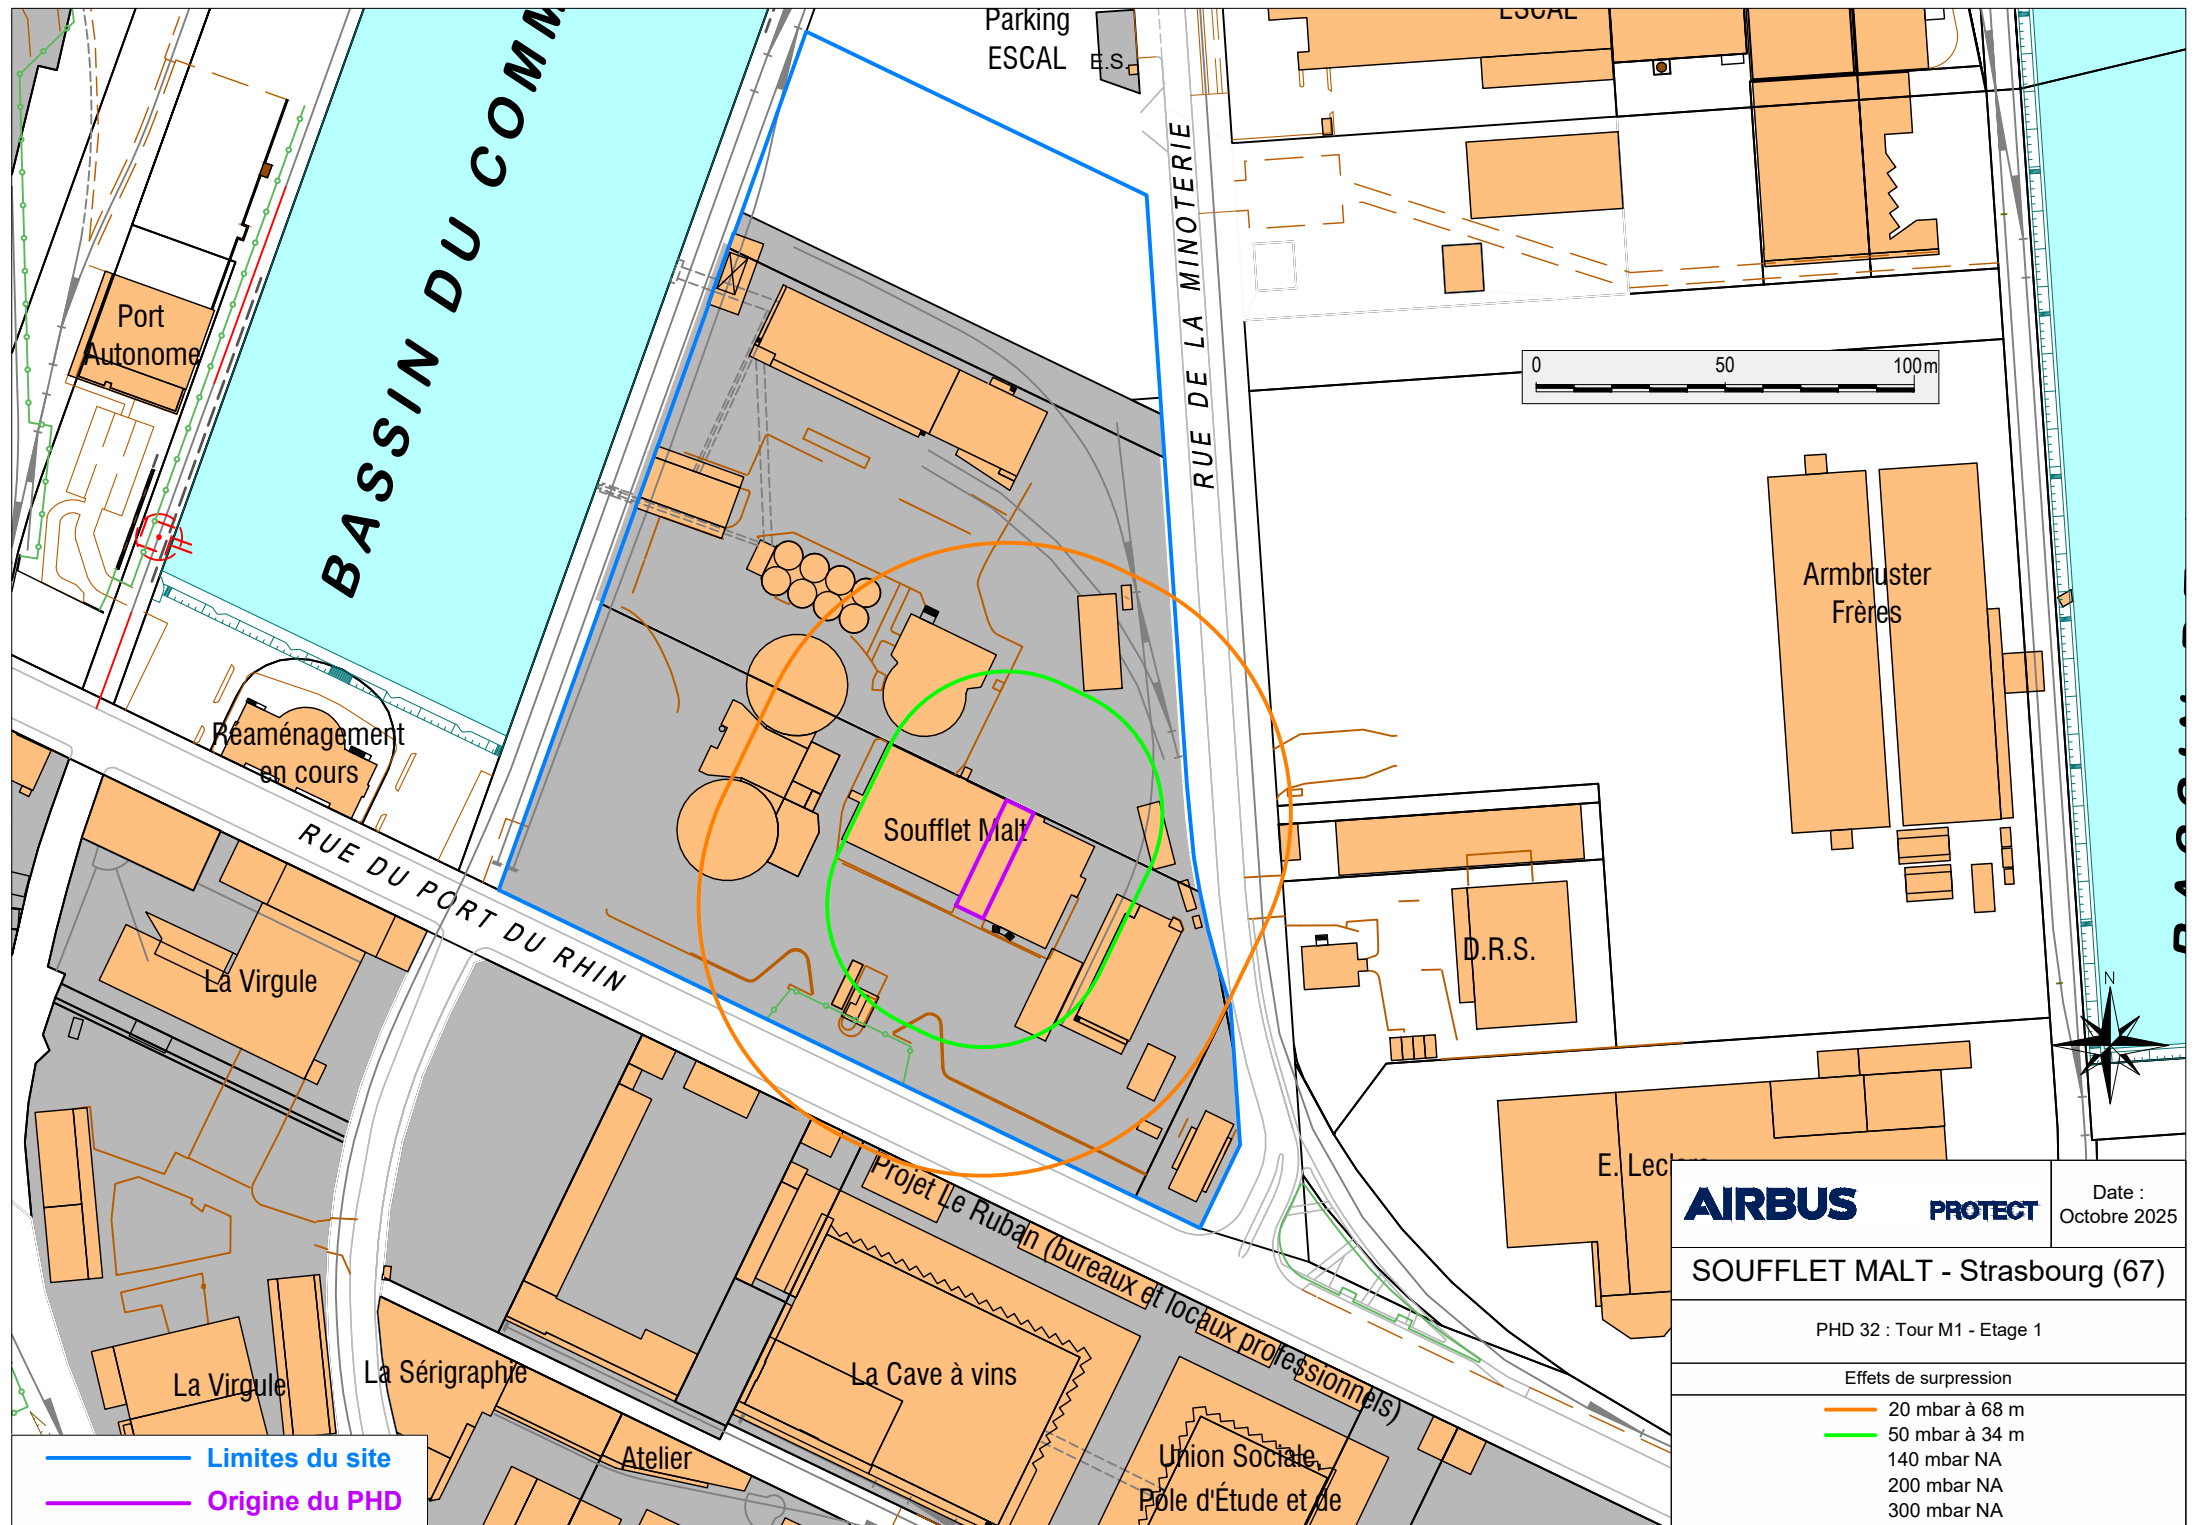 Parking
ESCAL
E.S.
ESCAL
BASSIN DU COMM
RUE DE LA MINOTERIE
Port
Autonome
0 50 100m
Armbruster
Frères
Réaménagement
en cours
RUE DU PORT DU RHIN
Soufflet Malt
La Virgule
D.R.S.
N
Projet Le Ruban (bureaux et locaux professionnels)
La Cave à vins
La Sérigraphie
La Virgule
Atelier
Union Sociale,
Pôle d'Étude et de
Limites du site
Origine du PHD
AIRBUS PROTECT
Date :
Octobre 2025
SOUFFLET MALT - Strasbourg (67)
PHD 32 : Tour M1 - Etage 1
Effets de surpression
20 mbar à 68 m
50 mbar à 34 m
140 mbar NA
200 mbar NA
300 mbar NA